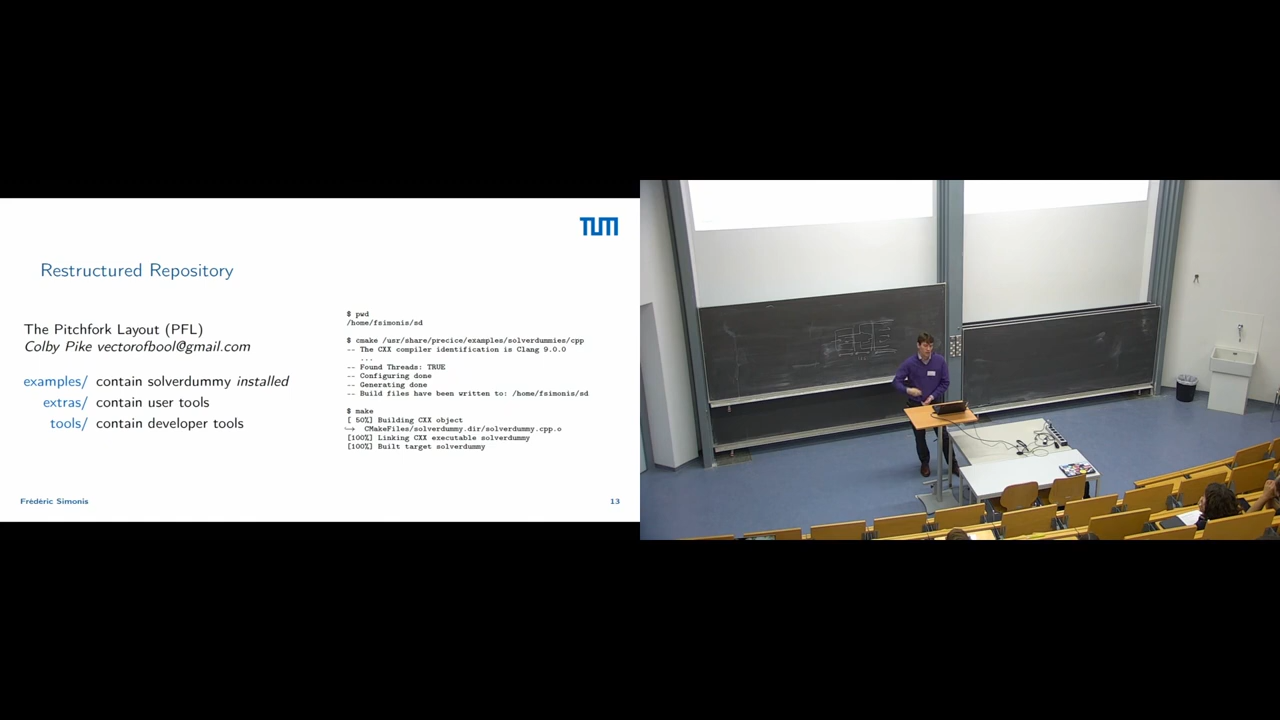 TUM
Restructured Repository
The Pitchfork Layout (PFL)
Colby Pike vectorofbool@gmail.com
examples/ contain solverdummy installed
extras/ contain user tools
tools/ contain developer tools
$ pwd
/home/fsimonis/sd
$ cmake /usr/share/precice/examples/solverdummies/cpp
-- The CXX compiler identification is Clang 9.0.0
...
-- Found Threads: TRUE
-- Configuring done
-- Generating done
-- Build files have been written to: /home/fsimonis/sd
$ make
[ 50%] Building CXX object
↪ CMakeFiles/solverdummy.dir/solverdummy.cpp.o
[100%] Linking CXX executable solverdummy
[100%] Built target solverdummy
Frédéric Simonis
13